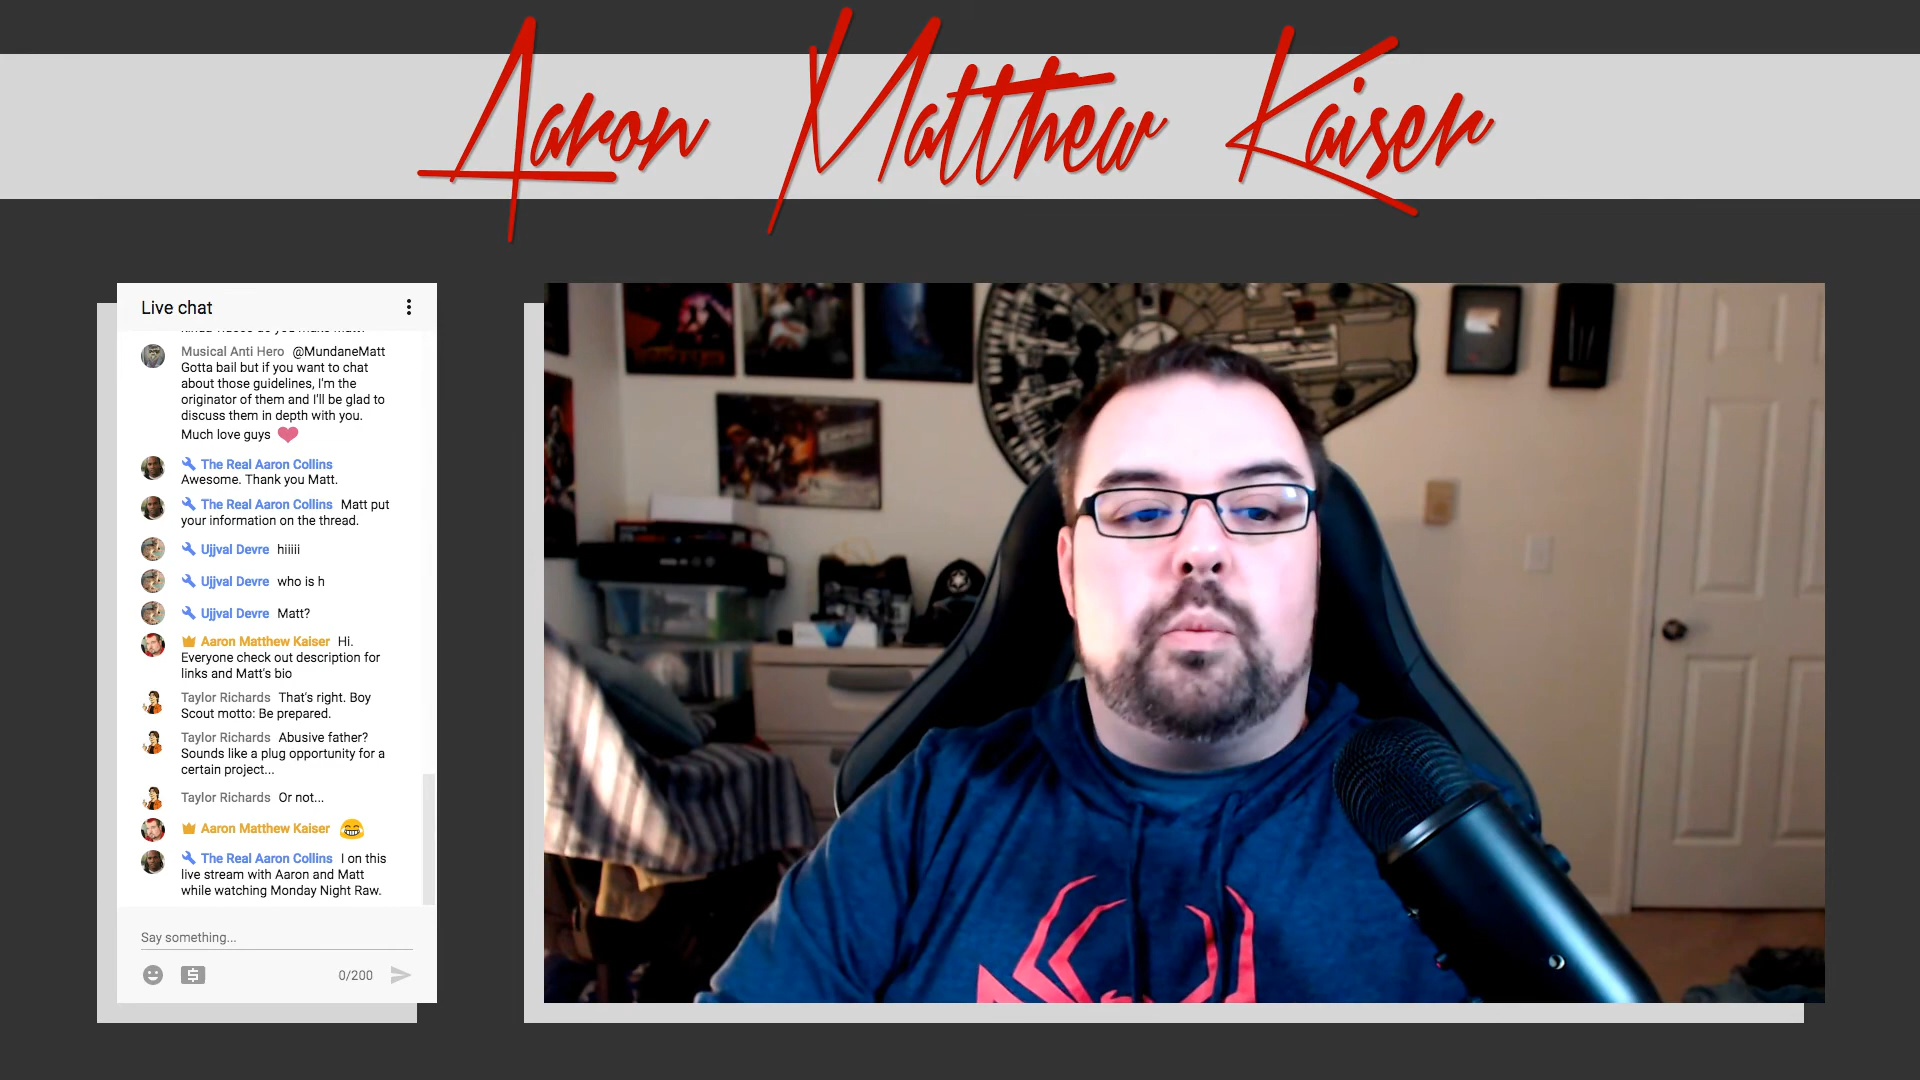 Aaron Matthew Kaiser
Live chat
Musical Anti Hero @MundaneMatt
Gotta bail but if you want to chat
about those guidelines, I'm the
originator of them and I'll be glad to
discuss them in depth with you.
Much love guys
The Real Aaron Collins
Awesome. Thank you Matt.
The Real Aaron Collins Matt put
your information on the thread.
Ujjval Devre hiiiii
Ujjval Devre who is h
Ujjval Devre Matt?
Aaron Matthew Kaiser Hi.
Everyone check out description for
links and Matt's bio
Taylor Richards That's right. Boy
Scout motto: Be prepared.
Taylor Richards Abusive father?
Sounds like a plug opportunity for a
certain project...
Taylor Richards Or not...
Aaron Matthew Kaiser
The Real Aaron Collins I on this
live stream with Aaron and Matt
while watching Monday Night Raw.
Say something...
0/200